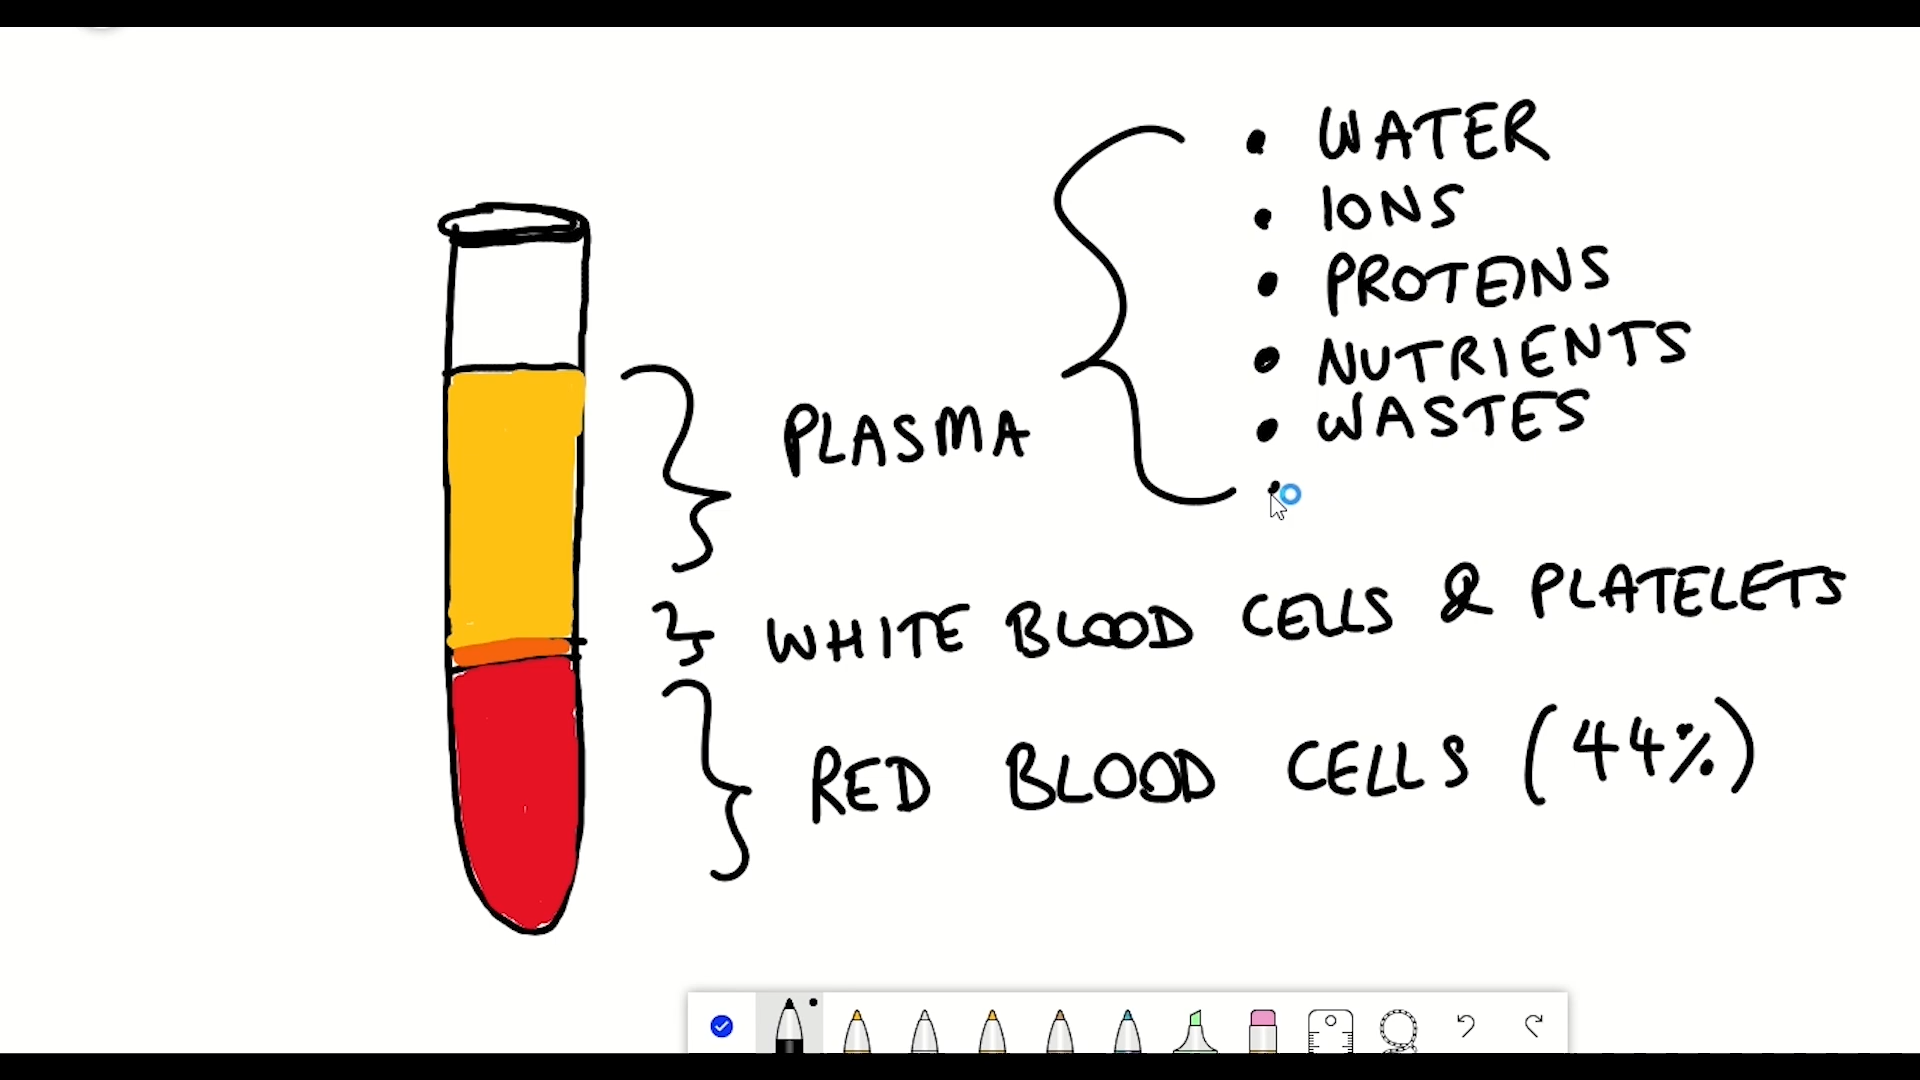 • WATER
• IONS
• PROTEINS
• NUTRIENTS
• WASTES
•
PLASMA
WHITE BLOOD CELLS & PLATELETS
RED BLOOD CELLS (44%)